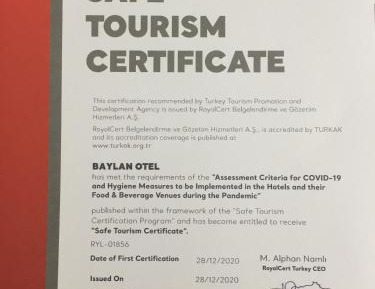 SAFE
TOURISM
CERTIFICATE
This certification recommended by Turkey Tourism Promotion and
Development Agency is issued by RoyalCert Belgelendirme ve Gözetim
Hizmetleri A.Ş.
RoyalCert Belgelendirme ve Gözetim Hizmetleri A.Ş., is accredited by TURKAK
and its accreditation coverage is published at
www.turkak.org.tr
BAYLAN OTEL
has met the requirements of the "Assessment Criteria for COVID-19
and Hygiene Measures to be Implemented in the Hotels and their
Food & Beverage Venues during the Pandemic"
published within the framework of the "Safe Tourism
Certification Program" and has become entitled to receive
"Safe Tourism Certificate".
RYL-01856
Date of First Certification 28/12/2020 M. Alphan Namlı
RoyalCert Turkey CEO
Issued On 28/12/2020